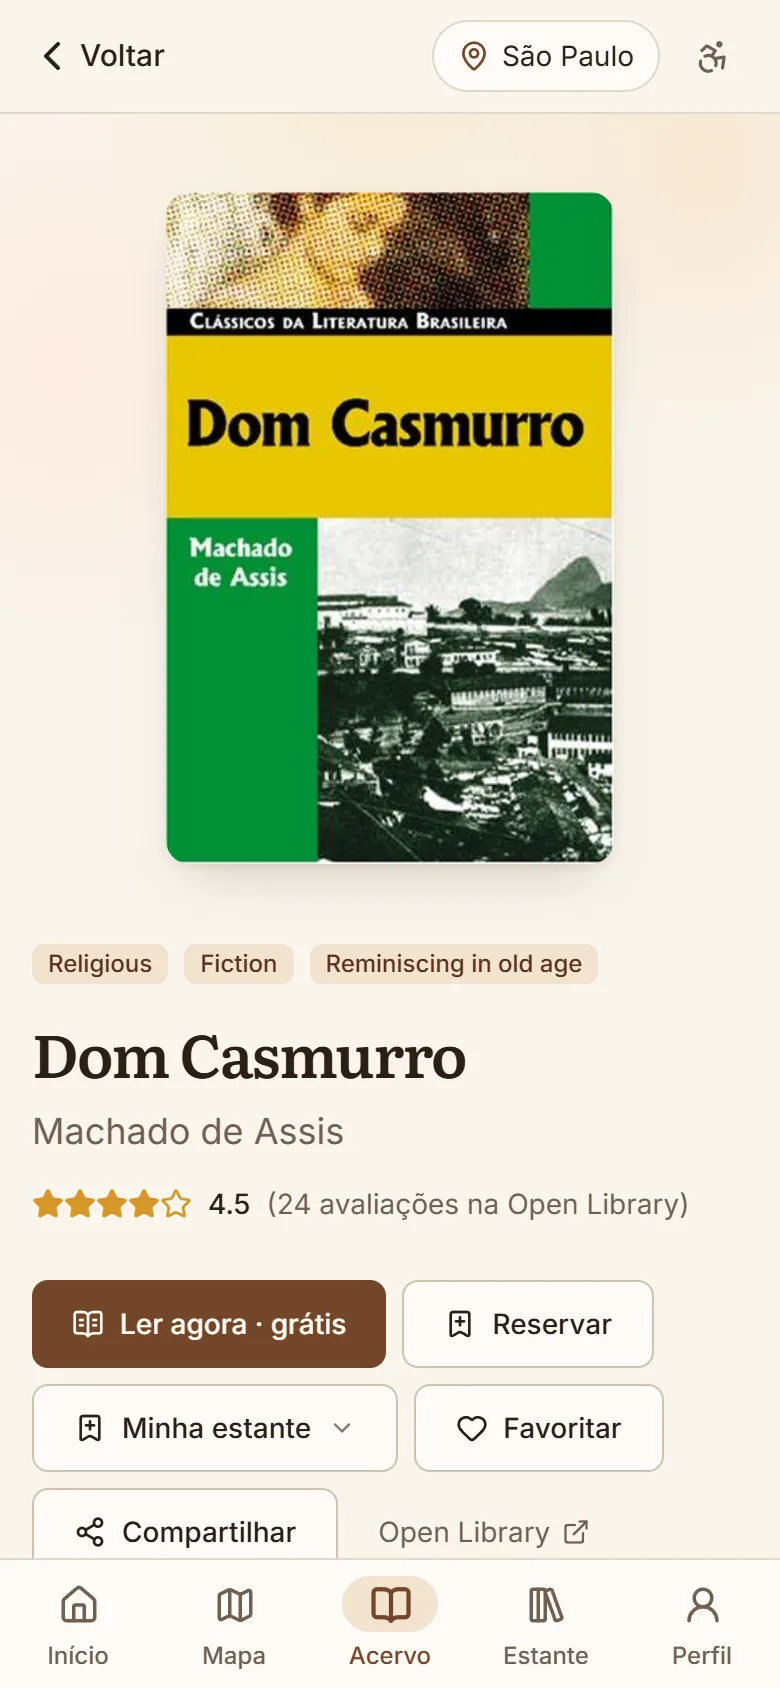 Voltar
São Paulo
Clássicos da Literatura Brasileira
Dom Casmurro
Machado
de Assis
Religious
Fiction
Reminiscing in old age
Dom Casmurro
Machado de Assis
4.5 (24 avaliações na Open Library)
Ler agora · grátis
Reservar
Minha estante
Favoritar
Compartilhar
Open Library
Início
Mapa
Acervo
Estante
Perfil